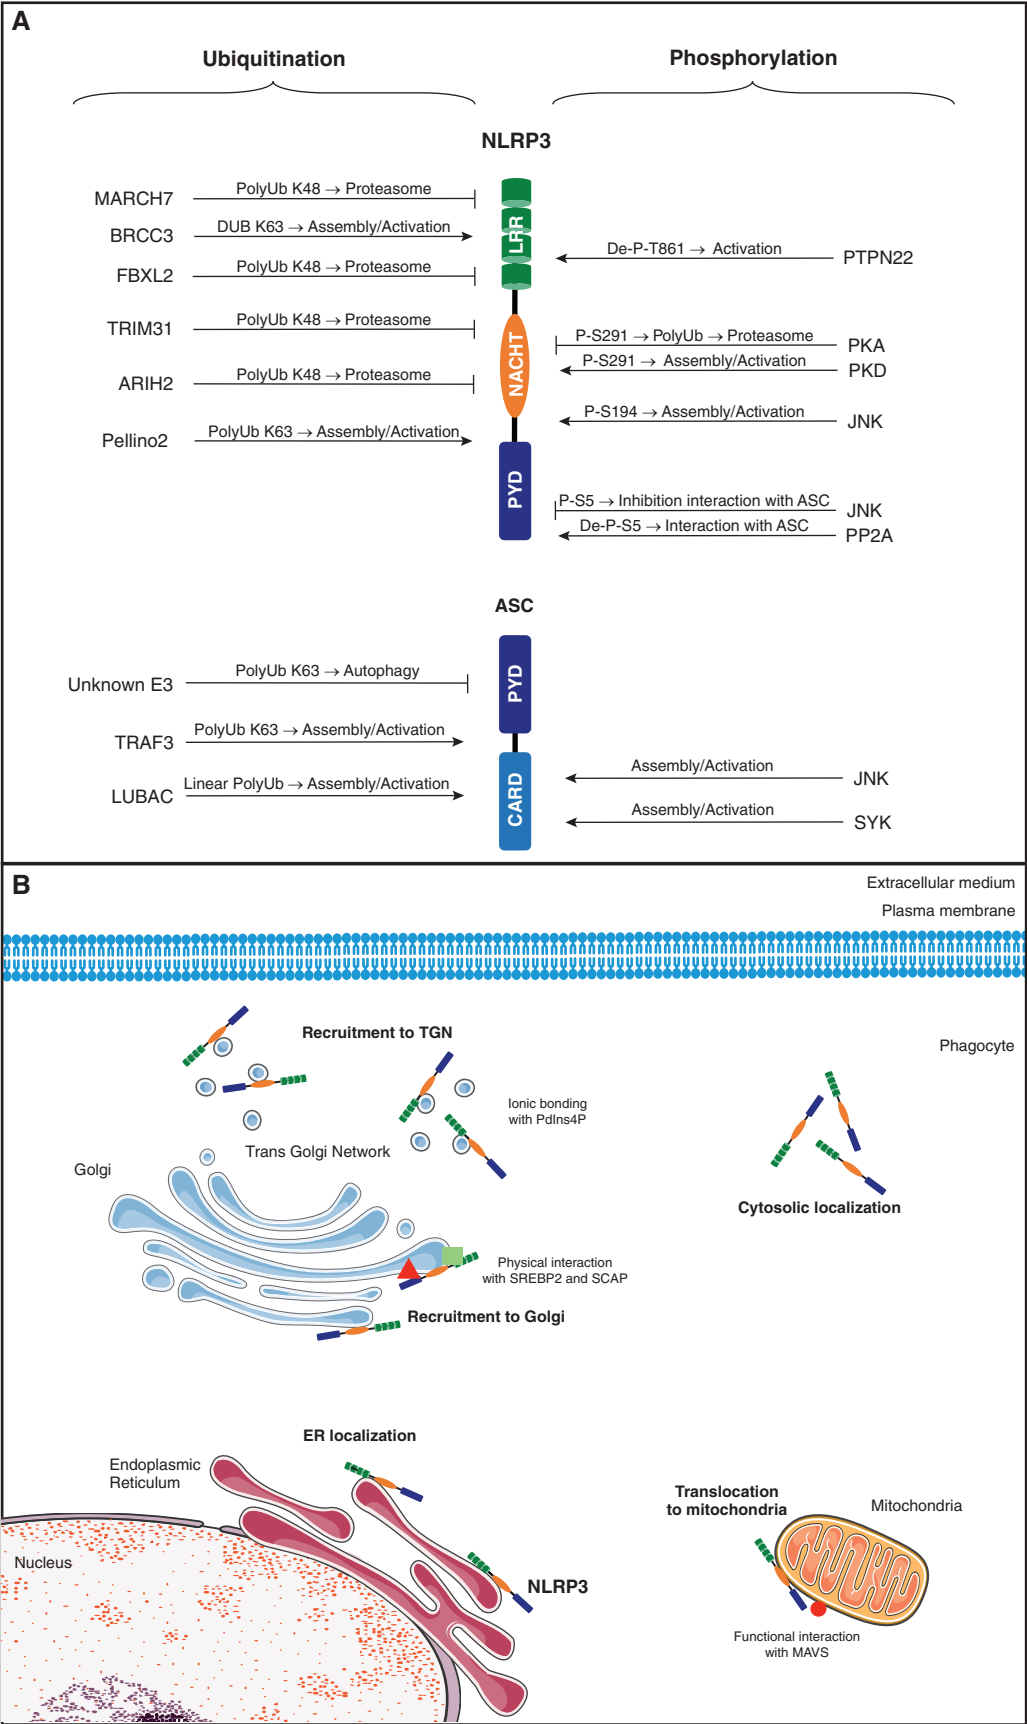 A
Ubiquitination
Phosphorylation
NLRP3
MARCH7
PolyUb K48 → Proteasome
BRCC3
DUB K63 → Assembly/Activation
FBXL2
PolyUb K48 → Proteasome
TRIM31
PolyUb K48 → Proteasome
ARIH2
PolyUb K48 → Proteasome
Pellino2
PolyUb K63 → Assembly/Activation
LRR
NACHT
PYD
De-P-T861 → Activation
PTPN22
P-S291 → PolyUb → Proteasome
PKA
P-S291 → Assembly/Activation
PKD
P-S194 → Assembly/Activation
JNK
P-S5 → Inhibition interaction with ASC
JNK
De-P-S5 → Interaction with ASC
PP2A
ASC
Unknown E3
PolyUb K63 → Autophagy
TRAF3
PolyUb K63 → Assembly/Activation
LUBAC
Linear PolyUb → Assembly/Activation
PYD
CARD
Assembly/Activation
JNK
Assembly/Activation
SYK
B
Extracellular medium
Plasma membrane
Recruitment to TGN
Phagocyte
Ionic bonding
with PdIns4P
Trans Golgi Network
Golgi
Cytosolic localization
Physical interaction
with SREBP2 and SCAP
Recruitment to Golgi
ER localization
Endoplasmic
Reticulum
Translocation
to mitochondria
Mitochondria
Nucleus
NLRP3
Functional interaction
with MAVS